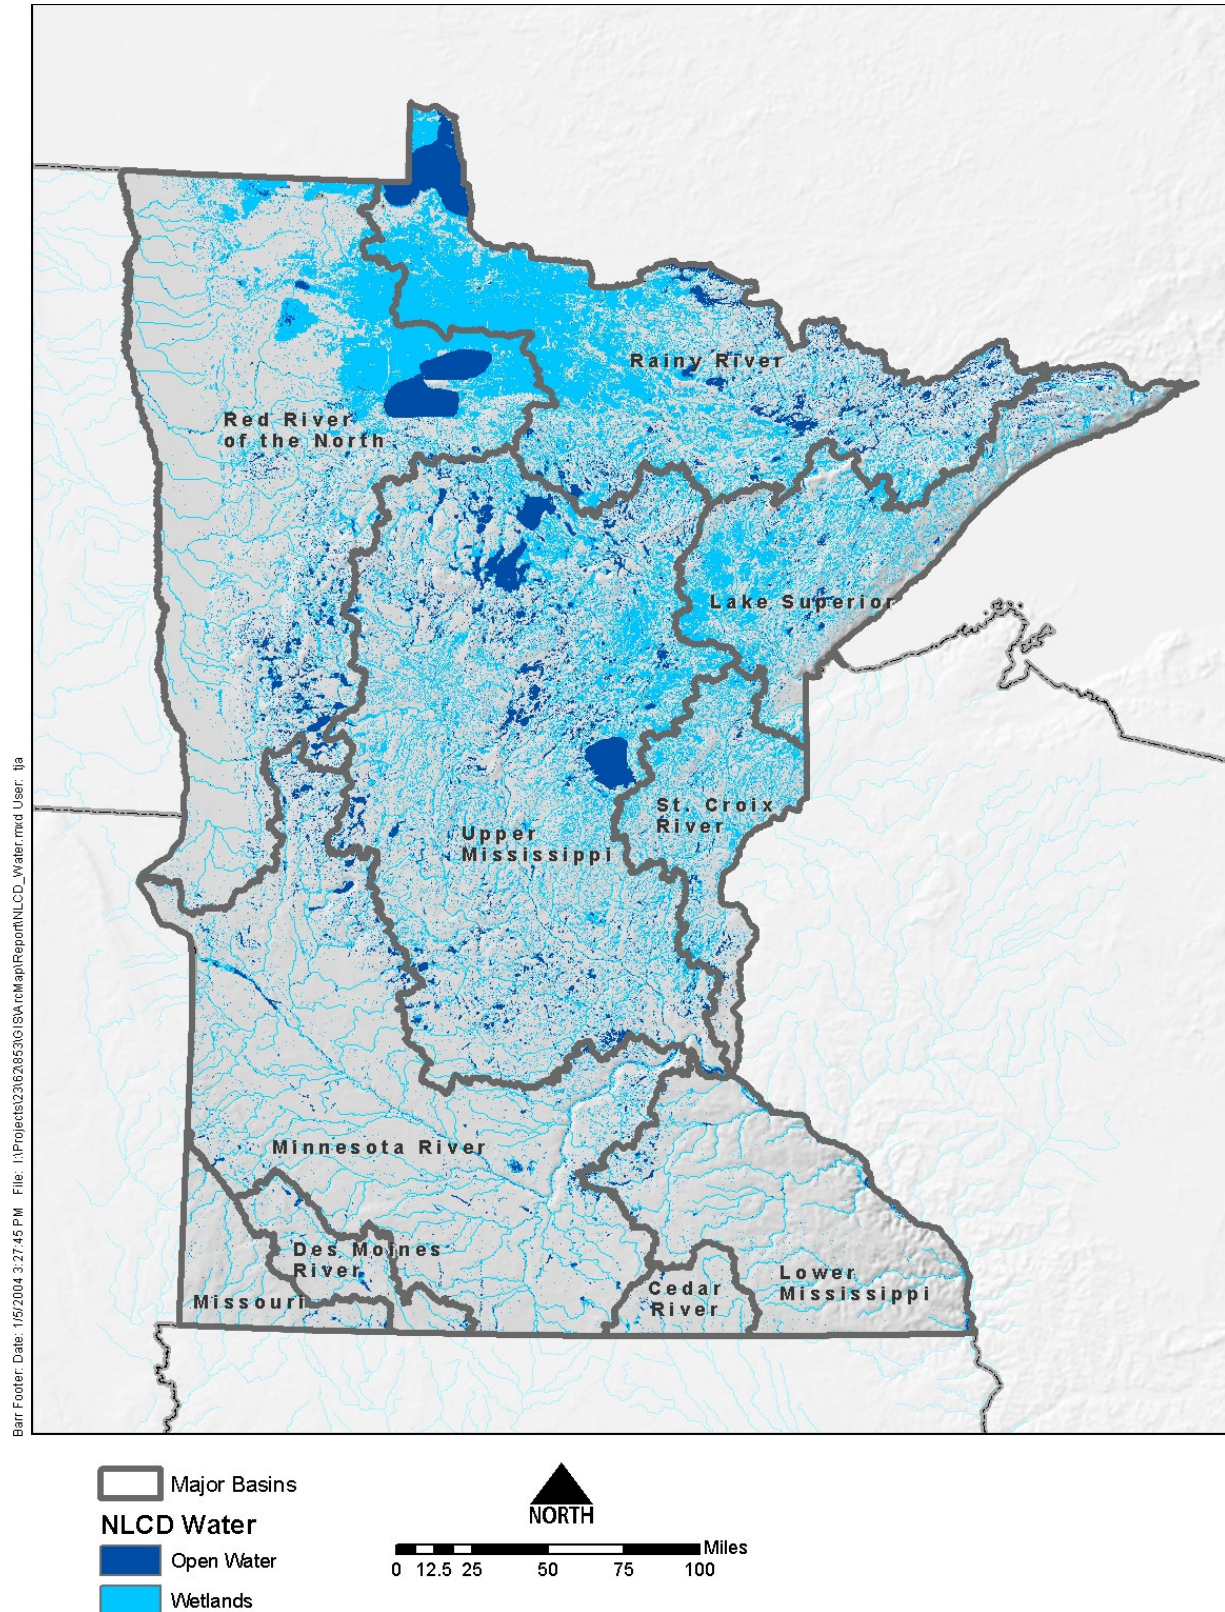 Rainy River
Red River
of the North
Lake Superior
St. Croix
River
Upper
Mississippi
Minnesota River
Des Moines
River
Missouri
Cedar
River
Lower
Mississippi
Barr Footer: Date: 1/5/2004 3:27:45 PM   File: I:\Projects\23\62\853\GIS\ArcMap\Report\NLCD_Water.mxd User: tja
Major Basins
NLCD Water
Open Water
Wetlands
NORTH
Miles
0 12.5 25 50 75 100